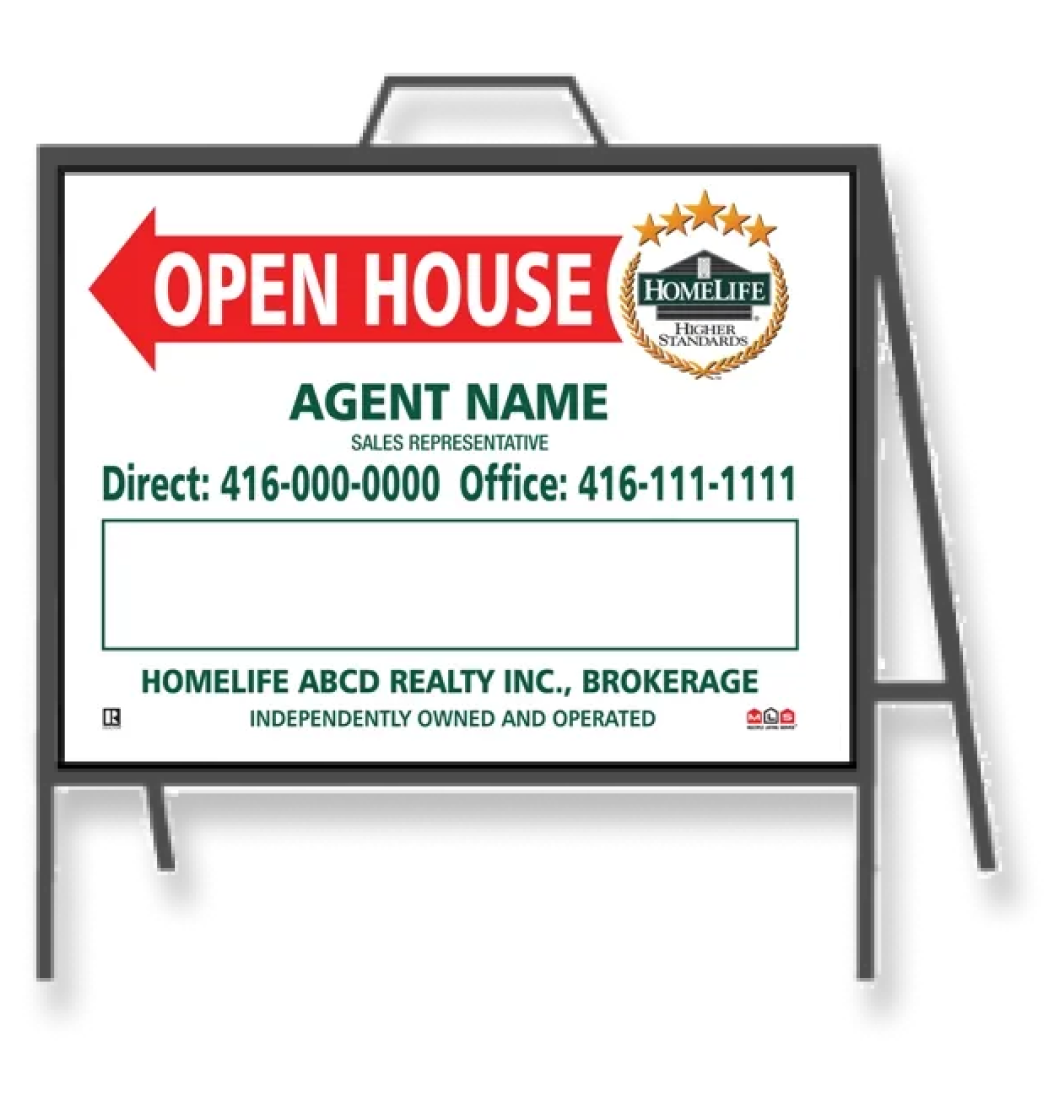 OPEN HOUSE
HOMELIFE
HIGHER
STANDARDS
AGENT NAME
SALES REPRESENTATIVE
Direct: 416-000-0000 Office: 416-111-1111
HOMELIFE ABCD REALTY INC., BROKERAGE
INDEPENDENTLY OWNED AND OPERATED
R
MLS